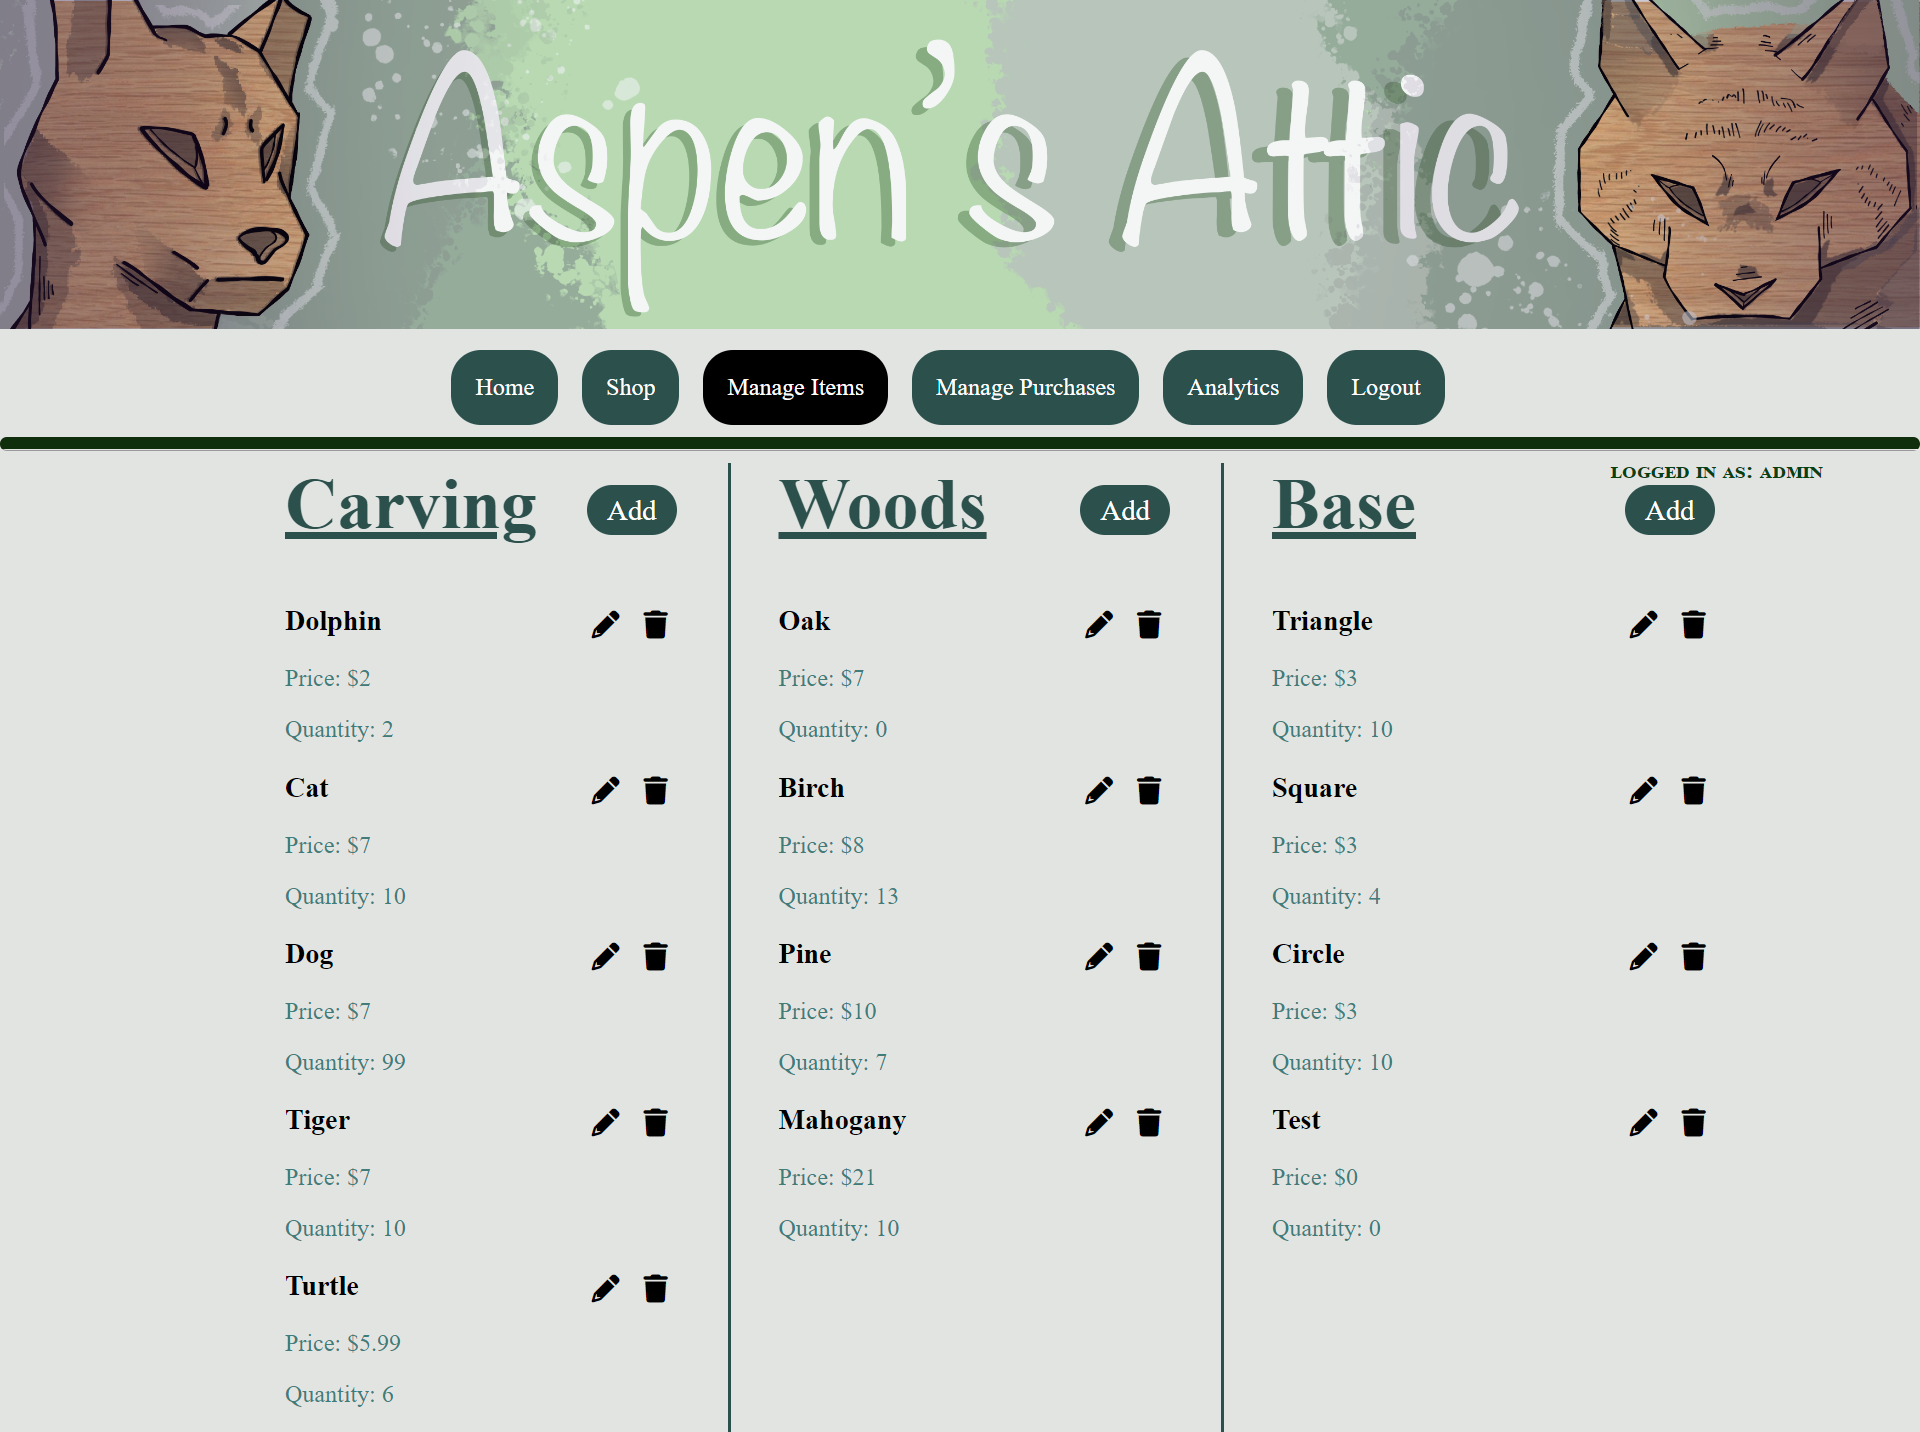 Aspen's Attic
Home
Shop
Manage Items
Manage Purchases
Analytics
Logout
LOGGED IN AS: ADMIN
Carving
Add
Dolphin
Price: $2
Quantity: 2
Cat
Price: $7
Quantity: 10
Dog
Price: $7
Quantity: 99
Tiger
Price: $7
Quantity: 10
Turtle
Price: $5.99
Quantity: 6
Woods
Add
Oak
Price: $7
Quantity: 0
Birch
Price: $8
Quantity: 13
Pine
Price: $10
Quantity: 7
Mahogany
Price: $21
Quantity: 10
Base
Add
Triangle
Price: $3
Quantity: 10
Square
Price: $3
Quantity: 4
Circle
Price: $3
Quantity: 10
Test
Price: $0
Quantity: 0